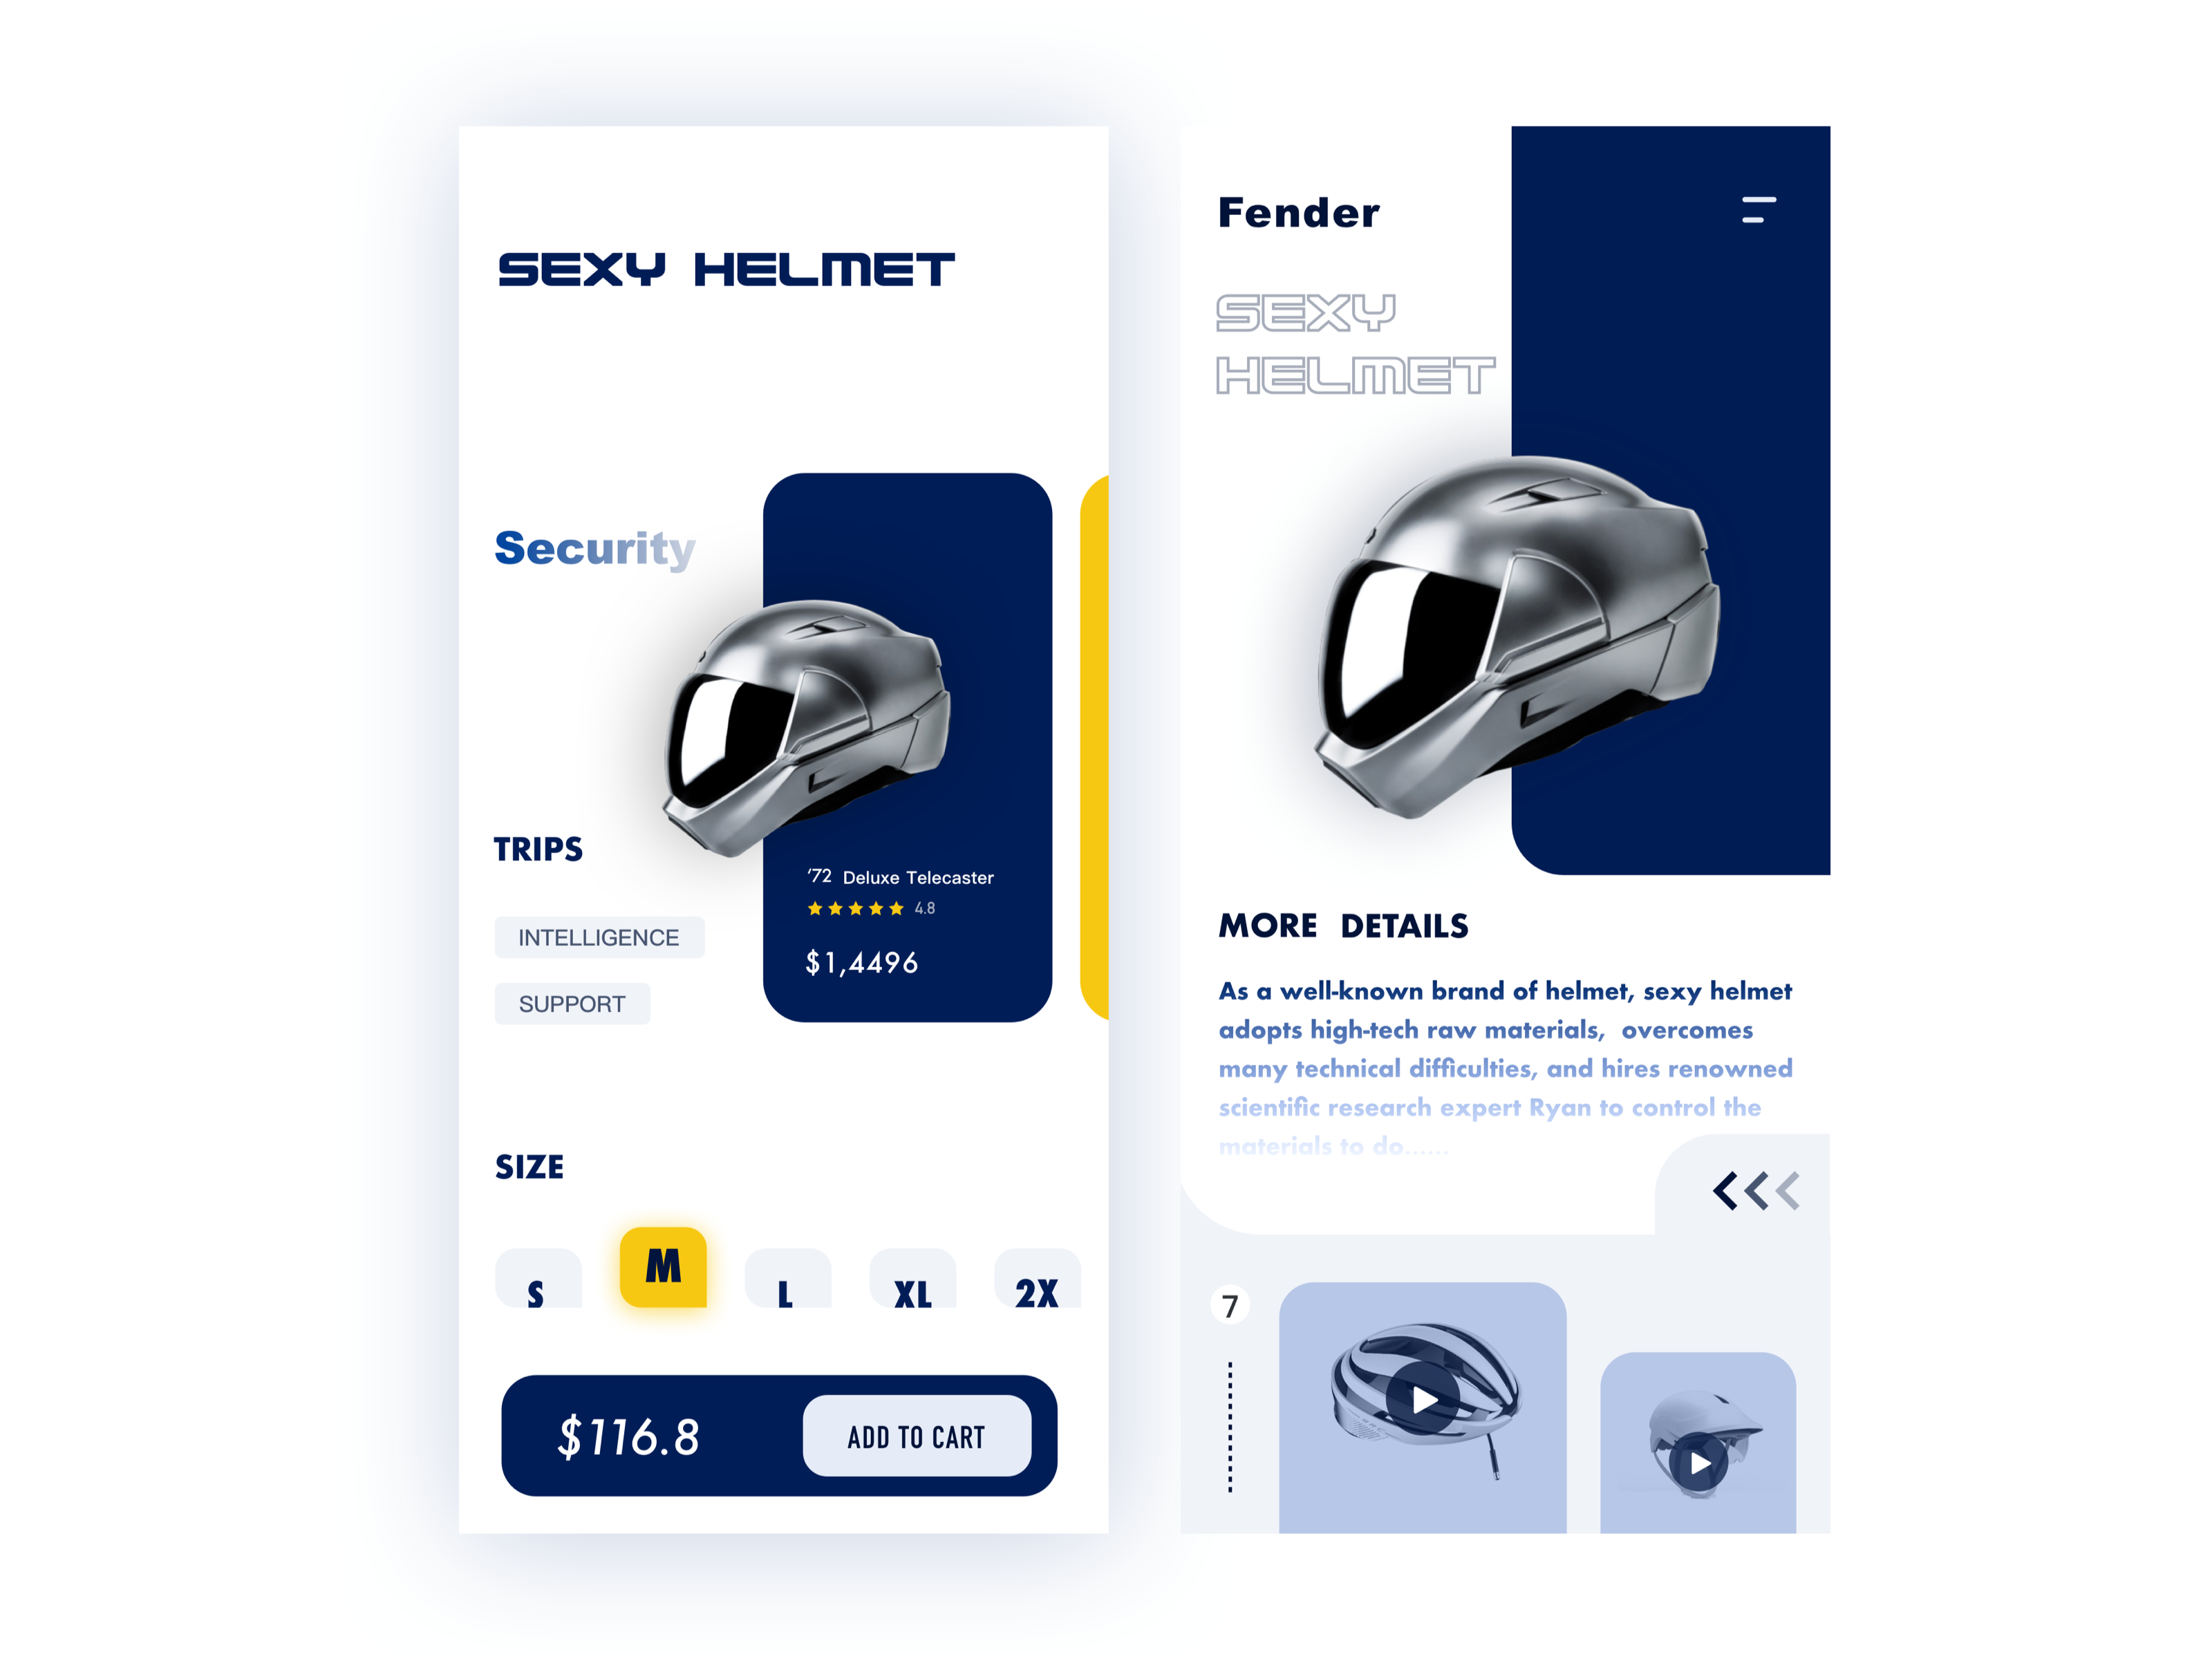 SEXY HELMET
Security
TRIPS
INTELLIGENCE
SUPPORT
'72 Deluxe Telecaster
4.8
$1,4496
SIZE
S
M
L
XL
2X
$116.8
ADD TO CART
Fender
SEXY
HELMET
MORE DETAILS
As a well-known brand of helmet, sexy helmet
adopts high-tech raw materials, overcomes
many technical difficulties, and hires renowned
scientific research expert Ryan to control the
materials to do......
7